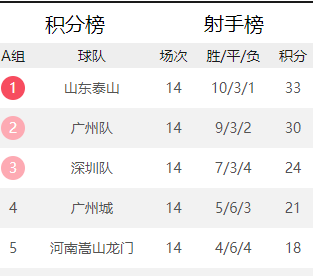 积分榜 射手榜
A组 球队 场次 胜/平/负 积分
1 山东泰山 14 10/3/1 33
2 广州队 14 9/3/2 30
3 深圳队 14 7/3/4 24
4 广州城 14 5/6/3 21
5 河南嵩山龙门 14 4/6/4 18